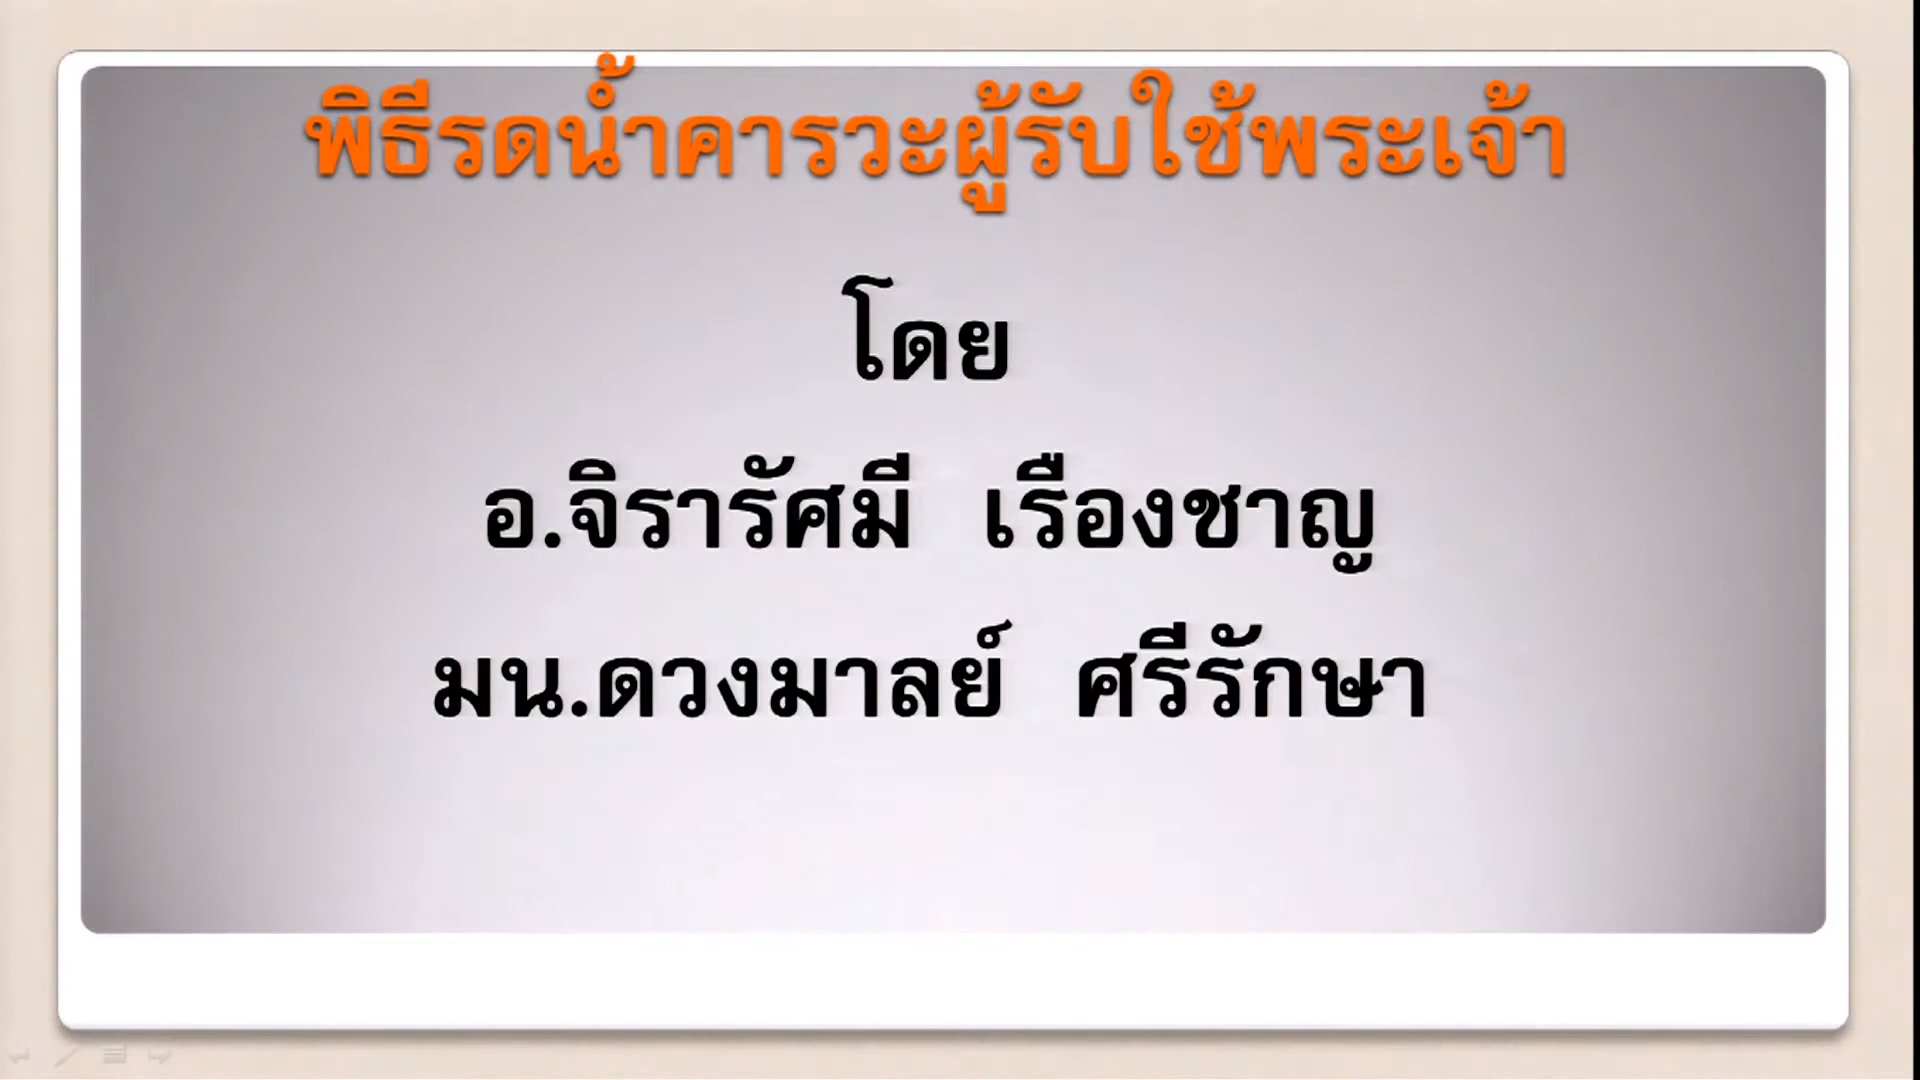 พิธีรดน้ำคารวะผู้รับใช้พระเจ้า
โดย
อ.จิรารัศมี เรืองชาญ
มน.ดวงมาลย์ ศรีรักษา